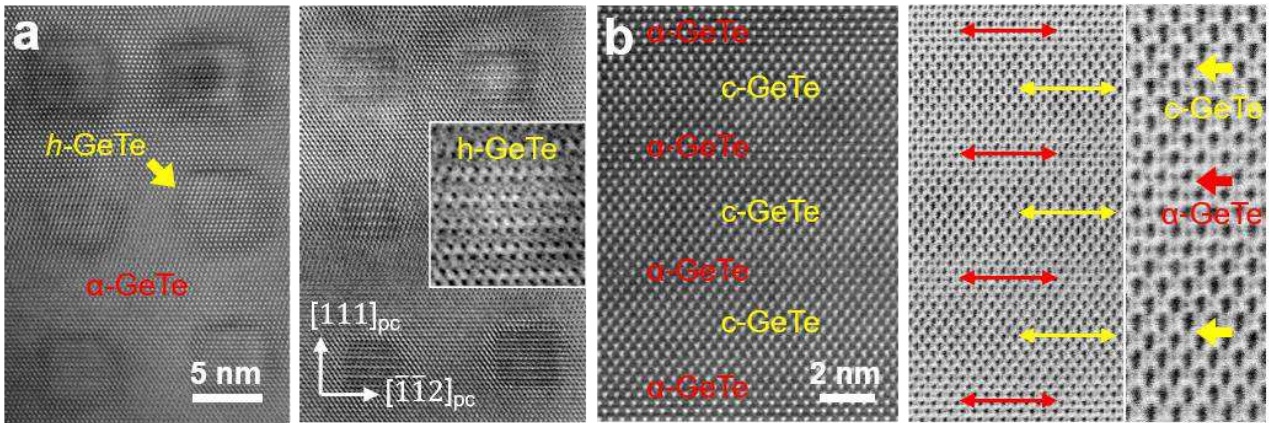 a
h-GeTe
α-GeTe
5 nm
h-GeTe
[111]pc
[1̅1̅2]pc
b
α-GeTe
c-GeTe
α-GeTe
c-GeTe
α-GeTe
c-GeTe
α-GeTe
2 nm
c-GeTe
α-GeTe